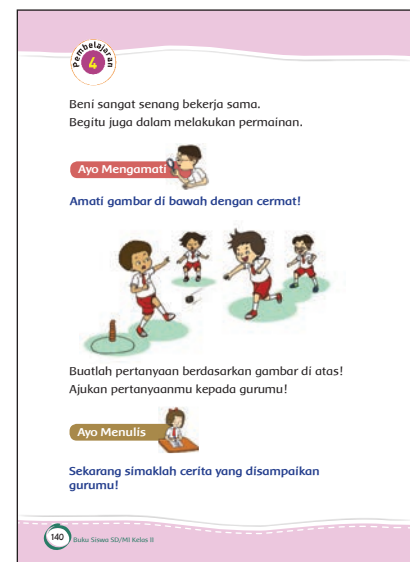 Pembelajaran
4
Beni sangat senang bekerja sama.
Begitu juga dalam melakukan permainan.
Ayo Mengamati
Amati gambar di bawah dengan cermat!
Buatlah pertanyaan berdasarkan gambar di atas!
Ajukan pertanyaanmu kepada gurumu!
Ayo Menulis
Sekarang simaklah cerita yang disampaikan
gurumu!
140
Buku Siswa SD/MI Kelas II